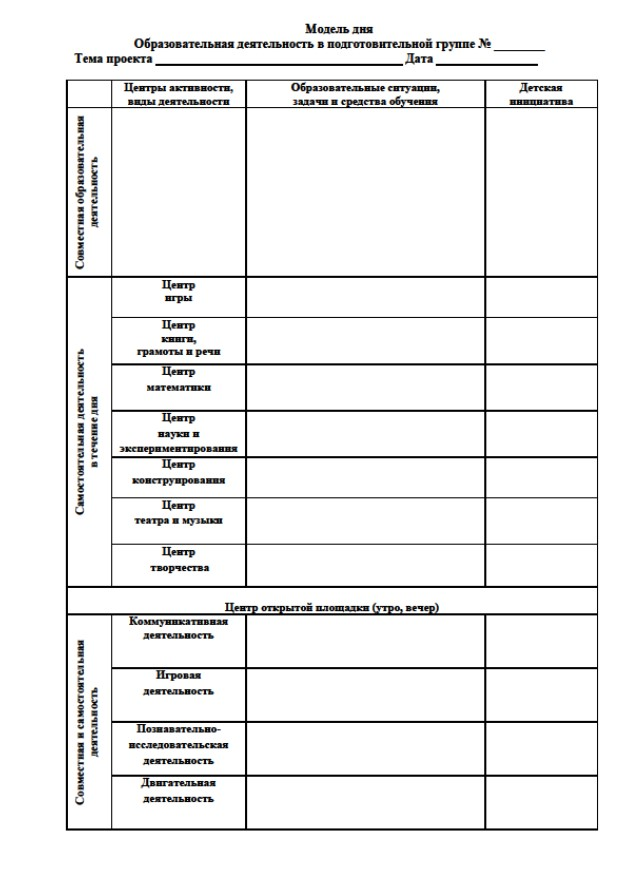 Модель дня
Образовательная деятельность в подготовительной группе № ________
Тема проекта ________________________________________ Дата ________________
Центры активности,
виды деятельности
Образовательные ситуации,
задачи и средства обучения
Детская
инициатива
Совместная образовательная
деятельность
Самостоятельная деятельность
в течение дня
Центр
игры
Центр
книги,
грамоты и речи
Центр
математики
Центр
науки и
экспериментирования
Центр
конструирования
Центр
театра и музыки
Центр
творчества
Центр открытой площадки (утро, вечер)
Совместная и самостоятельная
деятельность
Коммуникативная
деятельность
Игровая
деятельность
Познавательно-
исследовательская
деятельность
Двигательная
деятельность